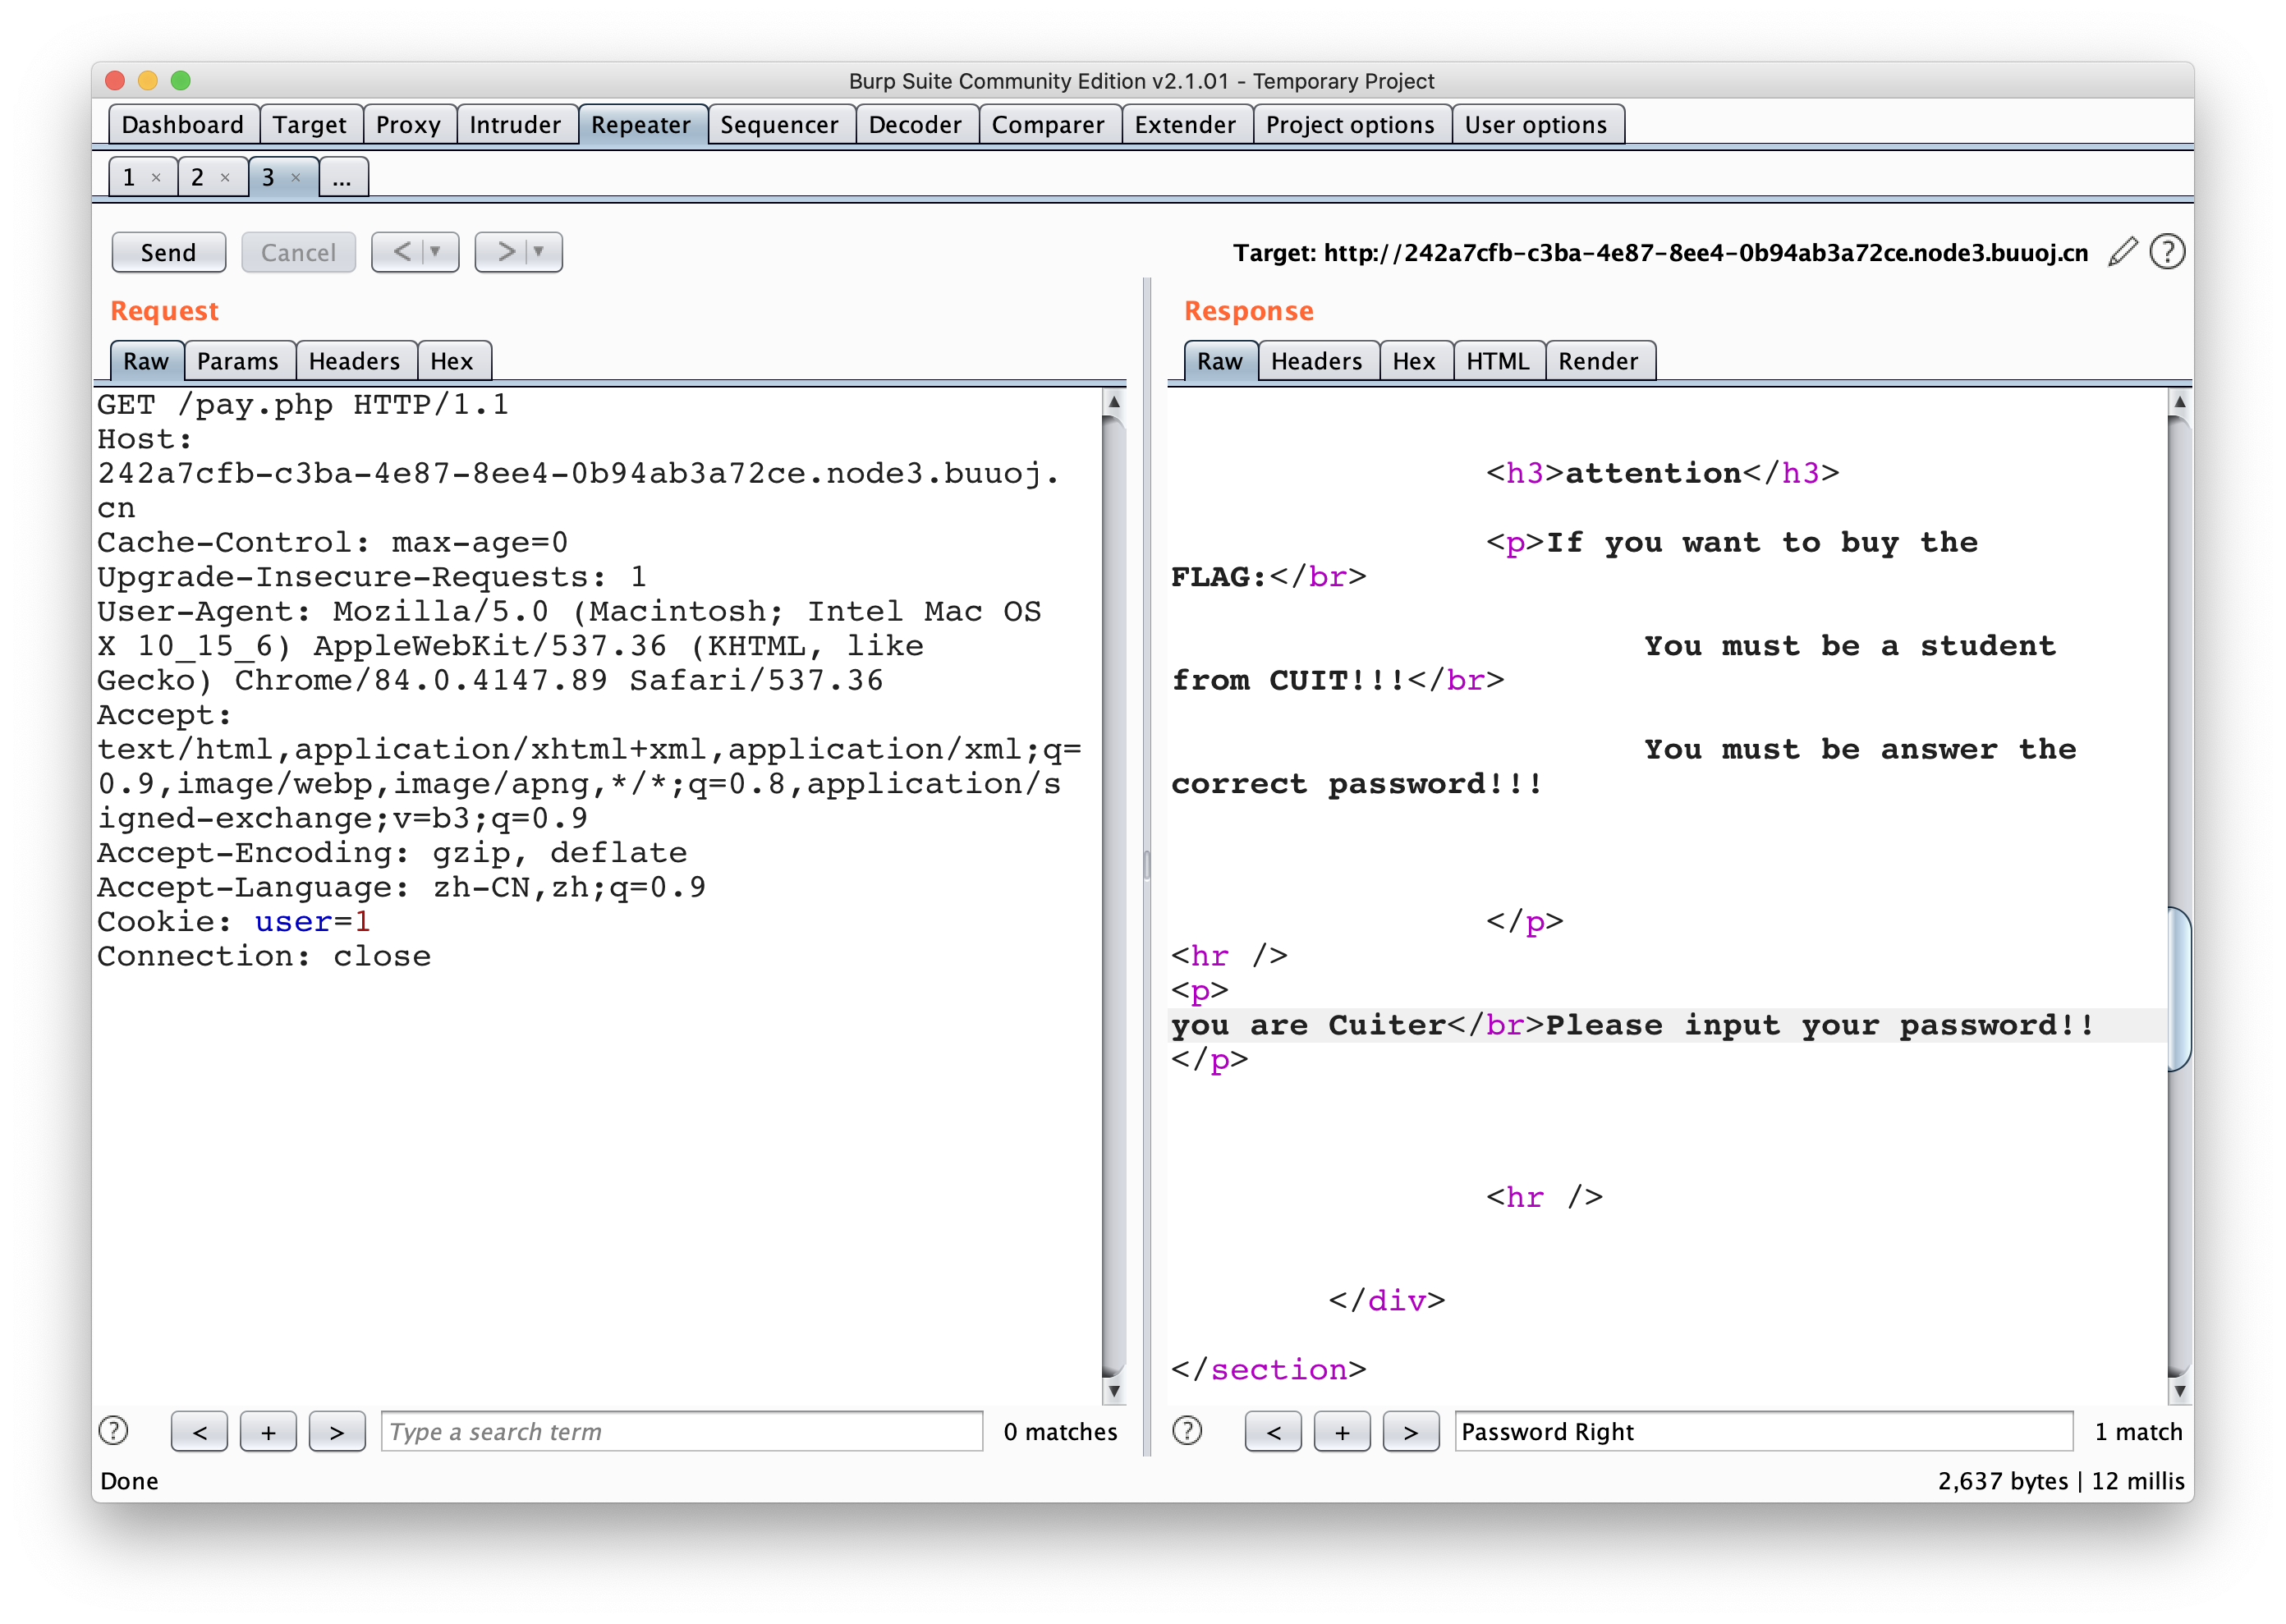 Burp Suite Community Edition v2.1.01 - Temporary Project
Dashboard Target Proxy Intruder Repeater Sequencer Decoder Comparer Extender Project options User options
1 × 2 × 3 × ...
Send Cancel < > Target: http://242a7cfb-c3ba-4e87-8ee4-0b94ab3a72ce.node3.buuoj.cn ?
Request
Raw Params Headers Hex
GET /pay.php HTTP/1.1
Host:
242a7cfb-c3ba-4e87-8ee4-0b94ab3a72ce.node3.buuoj.
cn
Cache-Control: max-age=0
Upgrade-Insecure-Requests: 1
User-Agent: Mozilla/5.0 (Macintosh; Intel Mac OS
X 10_15_6) AppleWebKit/537.36 (KHTML, like
Gecko) Chrome/84.0.4147.89 Safari/537.36
Accept:
text/html,application/xhtml+xml,application/xml;q=
0.9,image/webp,image/apng,*/*;q=0.8,application/s
igned-exchange;v=b3;q=0.9
Accept-Encoding: gzip, deflate
Accept-Language: zh-CN,zh;q=0.9
Cookie: user=1
Connection: close
? < + > Type a search term 0 matches
Response
Raw Headers Hex HTML Render
<h3>attention</h3>
<p>If you want to buy the
FLAG:</br>
You must be a student
from CUIT!!!</br>
You must be answer the
correct password!!!
</p>
<hr />
<p>
you are Cuiter</br>Please input your password!!
</p>
<hr />
</div>
</section>
? < + > Password Right 1 match
Done 2,637 bytes | 12 millis